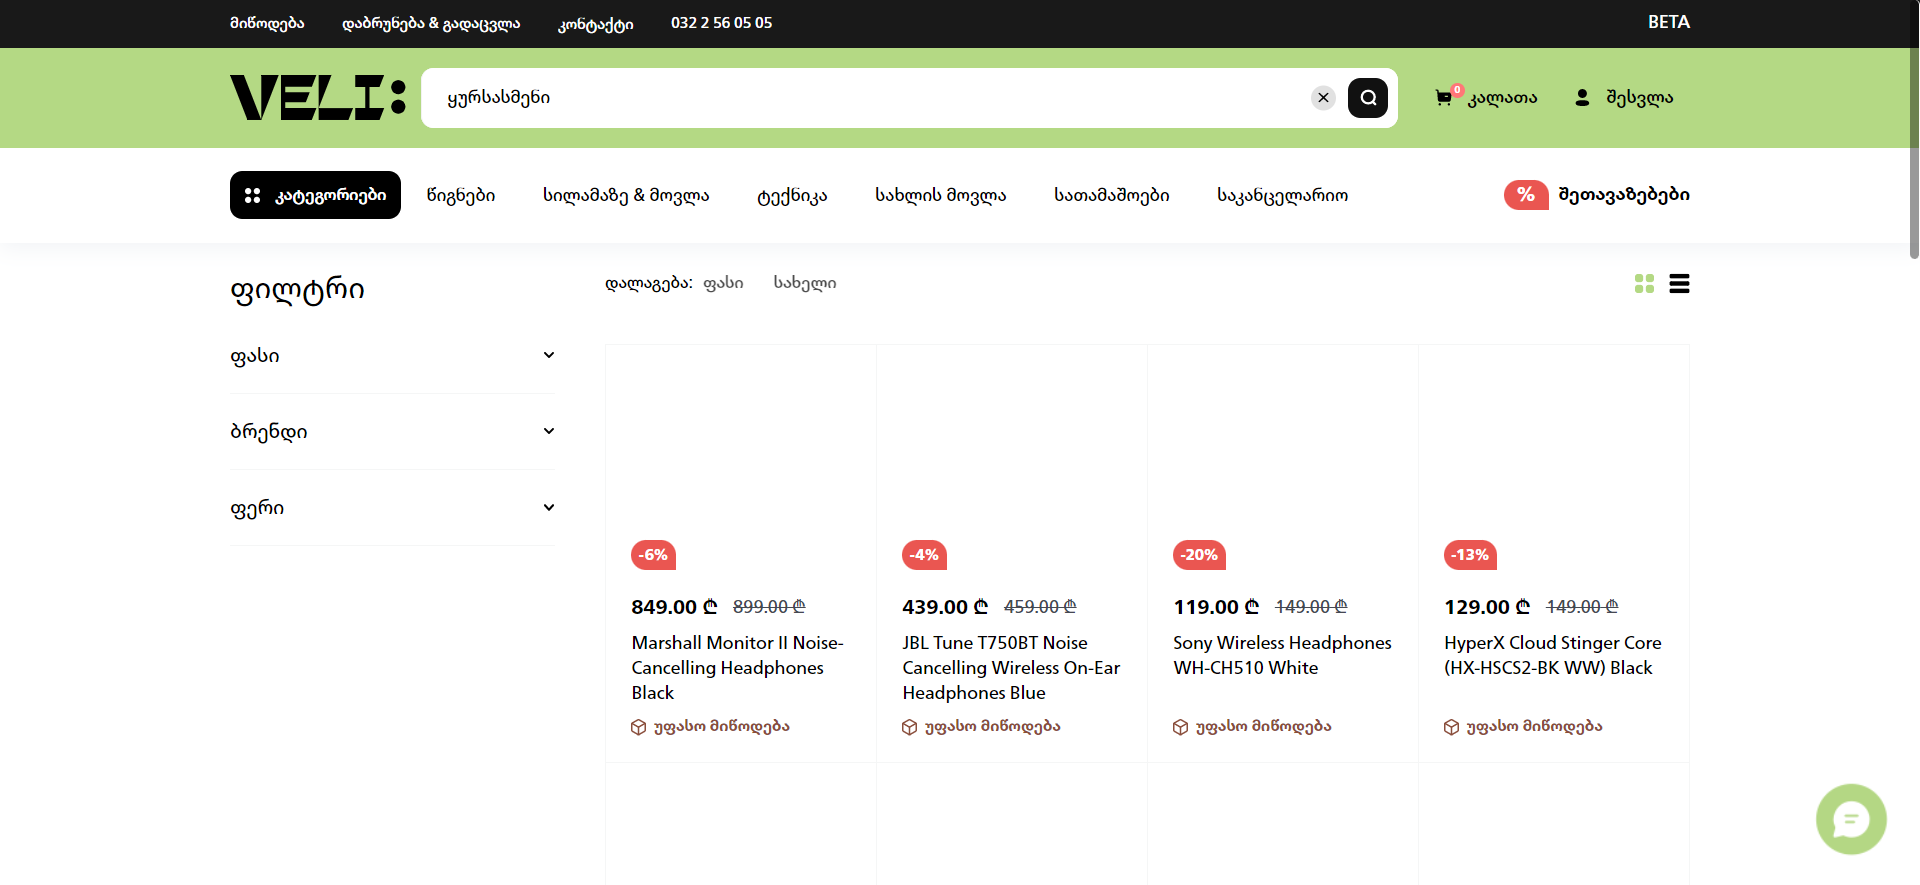 მიწოდება დაბრუნება & გადაცვლა კონტაქტი 032 2 56 05 05 BETA
VELI: ყურსასმენი 0 კალათა შესვლა
კატეგორიები წიგნები სილამაზე & მოვლა ტექნიკა სახლის მოვლა სათამაშოები საკანცელარიო % შეთავაზებები
ფილტრი
ფასი
ბრენდი
ფერი
დალაგება: ფასი სახელი
-6%
849.00 ₾ 899.00 ₾
Marshall Monitor II Noise-
Cancelling Headphones
Black
უფასო მიწოდება
-4%
439.00 ₾ 459.00 ₾
JBL Tune T750BT Noise
Cancelling Wireless On-Ear
Headphones Blue
უფასო მიწოდება
-20%
119.00 ₾ 149.00 ₾
Sony Wireless Headphones
WH-CH510 White
უფასო მიწოდება
-13%
129.00 ₾ 149.00 ₾
HyperX Cloud Stinger Core
(HX-HSCS2-BK WW) Black
უფასო მიწოდება